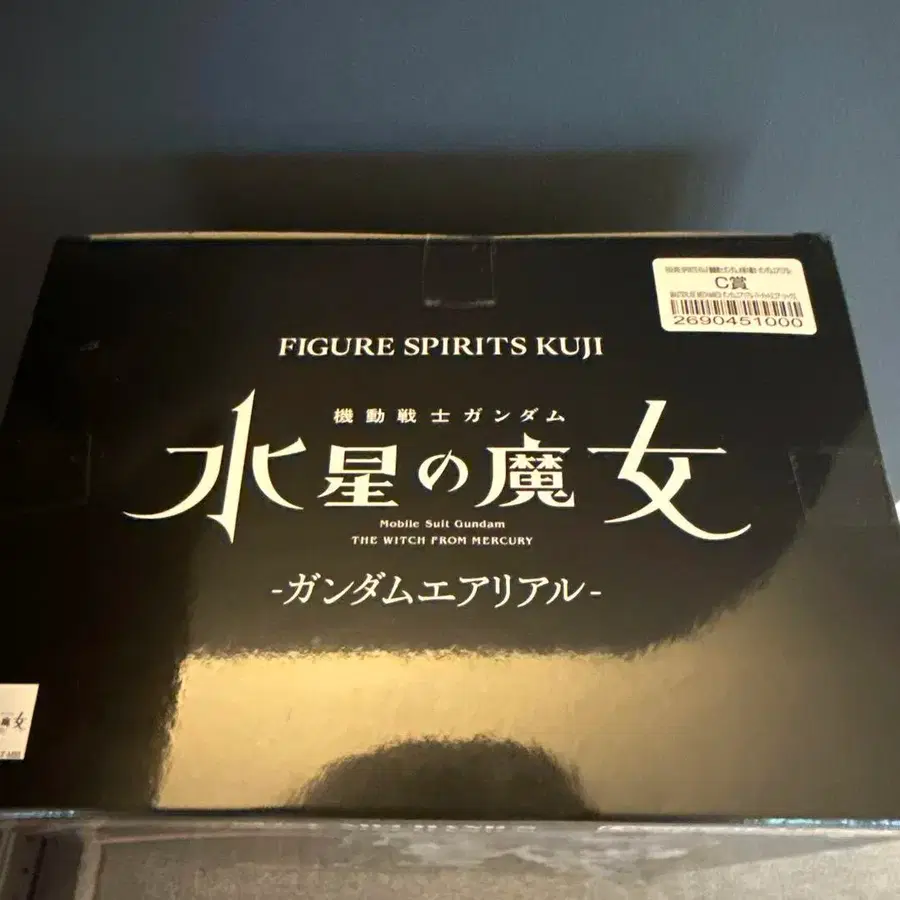 C賞
2690451000
FIGURE SPIRITS KUJI
機動戦士ガンダム
水星の魔女
Mobile Suit Gundam
THE WITCH FROM MERCURY
-ガンダムエアリアル-
女